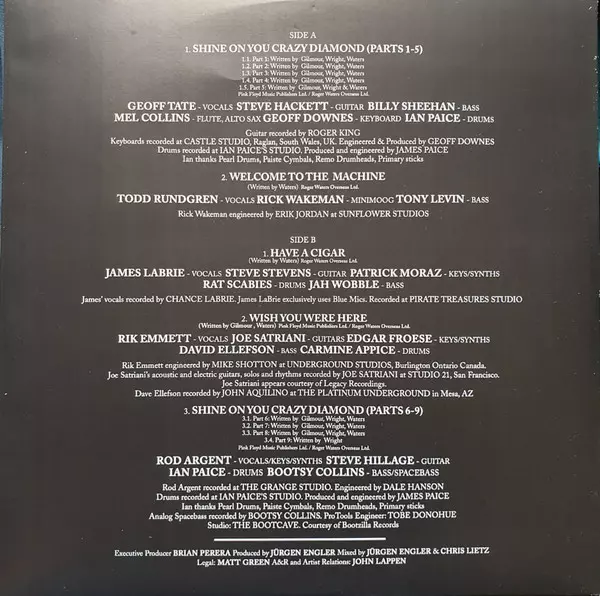 SIDE A
1. SHINE ON YOU CRAZY DIAMOND (PARTS 1-5)
1.1. Part 1: Written by Gilmour, Wright, Waters
1.2. Part 2: Written by Gilmour, Wright, Waters
1.3. Part 3: Written by Gilmour, Wright, Waters
1.4. Part 4: Written by Gilmour, Wright, Waters
1.5. Part 5: Written by Gilmour, Wright & Waters
Pink Floyd Music Publishers Ltd. / Roger Waters Overseas Ltd.
GEOFF TATE - VOCALS STEVE HACKETT - GUITAR BILLY SHEEHAN - BASS
MEL COLLINS - FLUTE, ALTO SAX GEOFF DOWNES - KEYBOARD IAN PAICE - DRUMS
Guitar recorded by ROGER KING
Keyboards recorded at CASTLE STUDIO, Raglan, South Wales, UK. Engineered & Produced by GEOFF DOWNES
Drums recorded at IAN PAICE'S STUDIO. Produced and engineered by JAMES PAICE
Ian thanks Pearl Drums, Paiste Cymbals, Remo Drumheads, Primary sticks
2. WELCOME TO THE MACHINE
(Written by Waters) Roger Waters Overseas Ltd.
TODD RUNDGREN - VOCALS RICK WAKEMAN - MINIMOOG TONY LEVIN - BASS
Rick Wakeman engineered by ERIK JORDAN at SUNFLOWER STUDIOS
SIDE B
1. HAVE A CIGAR
(Written by Waters) Roger Waters Overseas Ltd.
JAMES LABRIE - VOCALS STEVE STEVENS - GUITAR PATRICK MORAZ - KEYS/SYNTHS
RAT SCABIES - DRUMS JAH WOBBLE - BASS
James' vocals recorded by CHANCE LABRIE. James LaBrie exclusively uses Blue Mics. Recorded at PIRATE TREASURES STUDIO
2. WISH YOU WERE HERE
(Written by Gilmour , Waters) Pink Floyd Music Publishers Ltd. / Roger Waters Overseas Ltd.
RIK EMMETT - VOCALS JOE SATRIANI - GUITARS EDGAR FROESE - KEYS/SYNTHS
DAVID ELLEFSON - BASS CARMINE APPICE - DRUMS
Rik Emmett engineered by MIKE SHOTTON at UNDERGROUND STUDIOS, Burlington Ontario Canada.
Joe Satriani's acoustic and electric guitars, solos and rhythms recorded by JOE SATRIANI at STUDIO 21, San Francisco.
Joe Satriani appears courtesy of Legacy Recordings.
Dave Ellefson recorded by JOHN AQUILINO at THE PLATINUM UNDERGROUND in Mesa, AZ
3. SHINE ON YOU CRAZY DIAMOND (PARTS 6-9)
3.1. Part 6: Written by Gilmour, Wright, Waters
3.2. Part 7: Written by Gilmour, Wright, Waters
3.3. Part 8: Written by Gilmour, Wright, Waters
3.4. Part 9: Written by Wright
Pink Floyd Music Publishers Ltd. / Roger Waters Overseas Ltd.
ROD ARGENT - VOCALS/KEYS/SYNTHS STEVE HILLAGE - GUITAR
IAN PAICE - DRUMS BOOTSY COLLINS - BASS/SPACEBASS
Rod Argent recorded at THE GRANGE STUDIO. Engineered by DALE HANSON
Drums recorded at IAN PAICE'S STUDIO. Produced and engineered by JAMES PAICE
Ian thanks Pearl Drums, Paiste Cymbals, Remo Drumheads, Primary sticks
Analog Spacebass recorded by BOOTSY COLLINS. ProTools Engineer: TOBE DONOHUE
Studio: THE BOOTCAVE. Courtesy of Bootzilla Records
Executive Producer BRIAN PERERA Produced by JÜRGEN ENGLER Mixed by JÜRGEN ENGLER & CHRIS LIETZ
Legal: MATT GREEN A&R and Artist Relations: JOHN LAPPEN